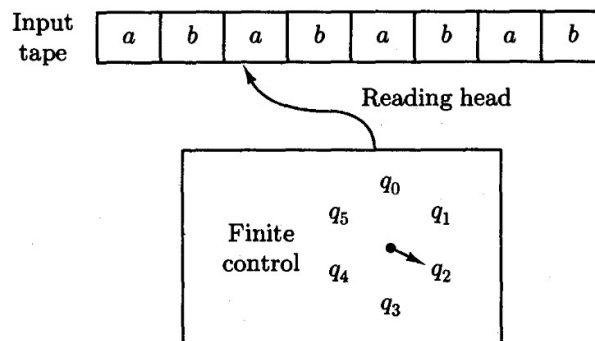 Input tape
a b a b a b a b
Reading head
q₀
q₅ q₁
Finite control
q₄ q₂
q₃